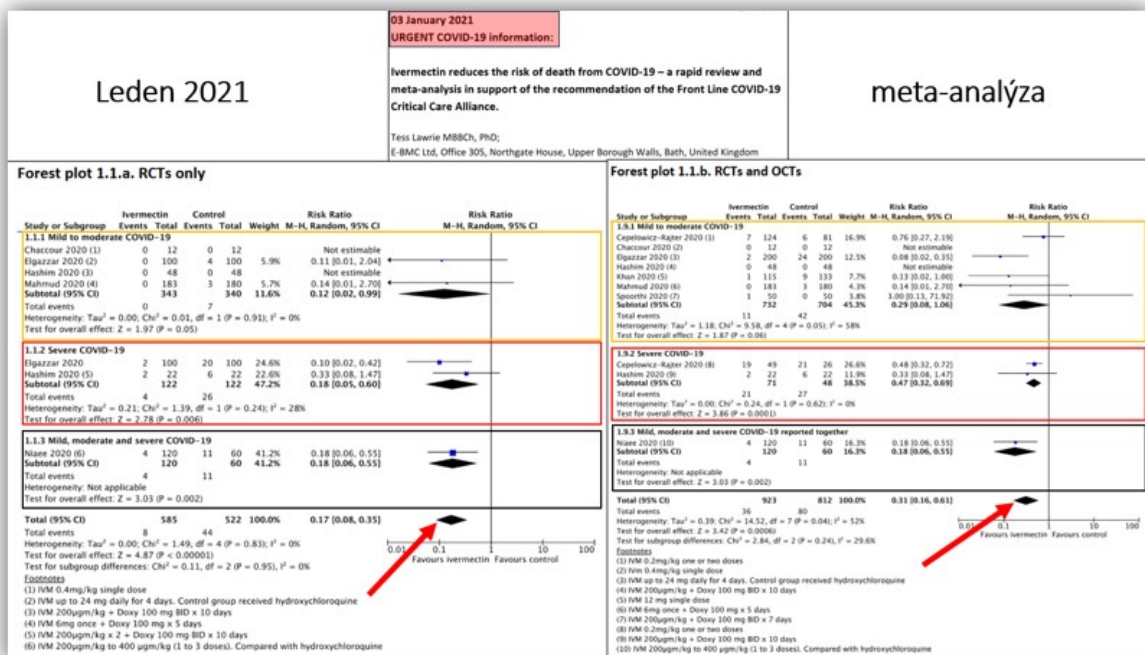 03 January 2021
URGENT COVID-19 information:
Leden 2021
Ivermectin reduces the risk of death from COVID-19 – a rapid review and
meta-analysis in support of the recommendation of the Front Line COVID-19
Critical Care Alliance.
meta-analýza
Tess Lawrie MBBCh, PhD;
E-BMC Ltd, Office 305, Northgate House, Upper Borough Walls, Bath, United Kingdom
Forest plot 1.1.a. RCTs only
Ivermectin Control Risk Ratio Risk Ratio
Study or Subgroup Events Total Events Total Weight M-H, Random, 95% CI M-H, Random, 95% CI
1.1.1 Mild to moderate COVID-19
Chaccour 2020 (1) 0 12 0 12 Not estimable
Elgazzar 2020 (2) 0 100 4 100 5.9% 0.11 [0.01, 2.04]
Hashim 2020 (3) 0 48 0 48 Not estimable
Mahmud 2020 (4) 0 183 3 180 5.7% 0.14 [0.01, 2.70]
Subtotal (95% CI) 343 340 11.6% 0.12 [0.02, 0.99]
Total events 0 7
Heterogeneity: Tau² = 0.00; Chi² = 0.01, df = 1 (P = 0.91); I² = 0%
Test for overall effect: Z = 1.97 (P = 0.05)
1.1.2 Severe COVID-19
Elgazzar 2020 2 100 20 100 24.6% 0.10 [0.02, 0.42]
Hashim 2020 (5) 2 22 6 22 22.6% 0.33 [0.08, 1.47]
Subtotal (95% CI) 122 122 47.2% 0.18 [0.05, 0.60]
Total events 4 26
Heterogeneity: Tau² = 0.21; Chi² = 1.39, df = 1 (P = 0.24); I² = 28%
Test for overall effect: Z = 2.78 (P = 0.006)
1.1.3 Mild, moderate and severe COVID-19
Niaee 2020 (6) 4 120 11 60 41.2% 0.18 [0.06, 0.55]
Subtotal (95% CI) 120 60 41.2% 0.18 [0.06, 0.55]
Total events 4 11
Heterogeneity: Not applicable
Test for overall effect: Z = 3.03 (P = 0.002)
Total (95% CI) 585 522 100.0% 0.17 [0.08, 0.35]
Total events 8 44
Heterogeneity: Tau² = 0.00; Chi² = 1.49, df = 4 (P = 0.83); I² = 0%
Test for overall effect: Z = 4.87 (P < 0.00001)
Test for subgroup differences: Chi² = 0.11, df = 2 (P = 0.95), I² = 0%
0.01 0.1 1 10 100
Favours ivermectin Favours control
Footnotes
(1) IVM 0.4mg/kg single dose
(2) IVM up to 24 mg daily for 4 days. Control group received hydroxychloroquine
(3) IVM 200µgm/kg + Doxy 100 mg BID x 10 days
(4) IVM 6mg once + Doxy 100 mg x 5 days
(5) IVM 200µgm/kg x 2 + Doxy 100 mg BID x 10 days
(6) IVM 200µgm/kg to 400 µgm/kg (1 to 3 doses). Compared with hydroxychloroquine
Forest plot 1.1.b. RCTs and OCTs
Ivermectin Control Risk Ratio Risk Ratio
Study or Subgroup Events Total Events Total Weight M-H, Random, 95% CI M-H, Random, 95% CI
1.9.1 Mild to moderate COVID-19
Cepelowicz-Rajter 2020 (1) 7 124 6 81 16.9% 0.76 [0.27, 2.19]
Chaccour 2020 (2) 0 12 0 12 Not estimable
Elgazzar 2020 (3) 2 200 24 200 12.5% 0.08 [0.02, 0.35]
Hashim 2020 (4) 0 48 0 48 Not estimable
Khan 2020 (5) 1 115 9 133 7.7% 0.13 [0.02, 1.00]
Mahmud 2020 (6) 0 183 3 180 4.3% 0.14 [0.01, 2.70]
Spoorthi 2020 (7) 1 50 0 50 3.8% 3.00 [0.13, 71.92]
Subtotal (95% CI) 732 704 45.3% 0.29 [0.08, 1.06]
Total events 11 42
Heterogeneity: Tau² = 1.18; Chi² = 9.58, df = 4 (P = 0.05); I² = 58%
Test for overall effect: Z = 1.87 (P = 0.06)
1.9.2 Severe COVID-19
Cepelowicz-Rajter 2020 (8) 19 49 21 26 26.6% 0.48 [0.32, 0.72]
Hashim 2020 (9) 2 22 6 22 11.9% 0.33 [0.08, 1.47]
Subtotal (95% CI) 71 48 38.5% 0.47 [0.32, 0.69]
Total events 21 27
Heterogeneity: Tau² = 0.00; Chi² = 0.24, df = 1 (P = 0.62); I² = 0%
Test for overall effect: Z = 3.86 (P = 0.0001)
1.9.3 Mild, moderate and severe COVID-19 reported together
Niaee 2020 (10) 4 120 11 60 16.3% 0.18 [0.06, 0.55]
Subtotal (95% CI) 120 60 16.3% 0.18 [0.06, 0.55]
Total events 4 11
Heterogeneity: Not applicable
Test for overall effect: Z = 3.03 (P = 0.002)
Total (95% CI) 923 812 100.0% 0.31 [0.16, 0.61]
Total events 36 80
Heterogeneity: Tau² = 0.39; Chi² = 14.52, df = 7 (P = 0.04); I² = 52%
Test for overall effect: Z = 3.42 (P = 0.0006)
Test for subgroup differences: Chi² = 2.84, df = 2 (P = 0.24), I² = 29.6%
0.01 0.1 1 10 100
Favours ivermectin Favours control
Footnotes
(1) IVM 0.2mg/kg one or two doses
(2) IVM 0.4mg/kg single dose
(3) IVM up to 24 mg daily for 4 days. Control group received hydroxychloroquine
(4) IVM 200µgm/kg + Doxy 100 mg BID x 10 days
(5) IVM 12 mg single dose
(6) IVM 6mg once + Doxy 100 mg x 5 days
(7) IVM 200µgm/kg + Doxy 100 mg BID x 7 days
(8) IVM 0.2mg/kg one or two doses
(9) IVM 200µgm/kg + Doxy 100 mg BID x 10 days
(10) IVM 200µgm/kg to 400 µgm/kg (1 to 3 doses). Compared with hydroxychloroquine